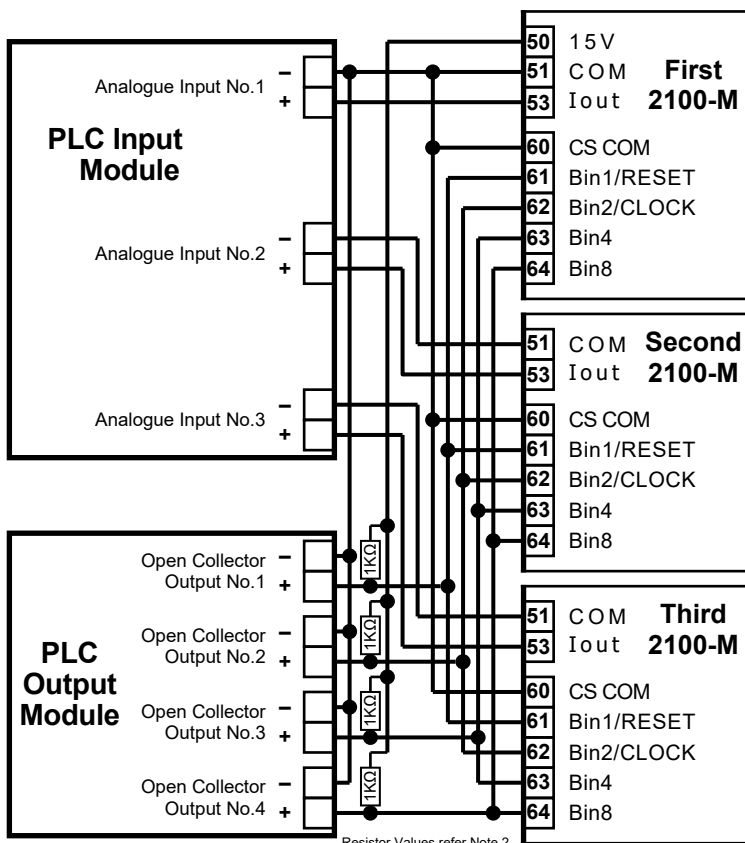 PLC Input
Module
Analogue Input No.1
−
+
Analogue Input No.2
−
+
Analogue Input No.3
−
+
50 15V
51 COM
53 Iout
First
2100-M
60 CS COM
61 Bin1/RESET
62 Bin2/CLOCK
63 Bin4
64 Bin8
51 COM
53 Iout
Second
2100-M
60 CS COM
61 Bin1/RESET
62 Bin2/CLOCK
63 Bin4
64 Bin8
PLC
Output
Module
Open Collector
Output No.1
−
+
Open Collector
Output No.2
−
+
Open Collector
Output No.3
−
+
Open Collector
Output No.4
−
+
1KΩ
1KΩ
1KΩ
1KΩ
51 COM
53 Iout
Third
2100-M
60 CS COM
61 Bin1/RESET
62 Bin2/CLOCK
63 Bin4
64 Bin8
Resistor Values refer Note 2